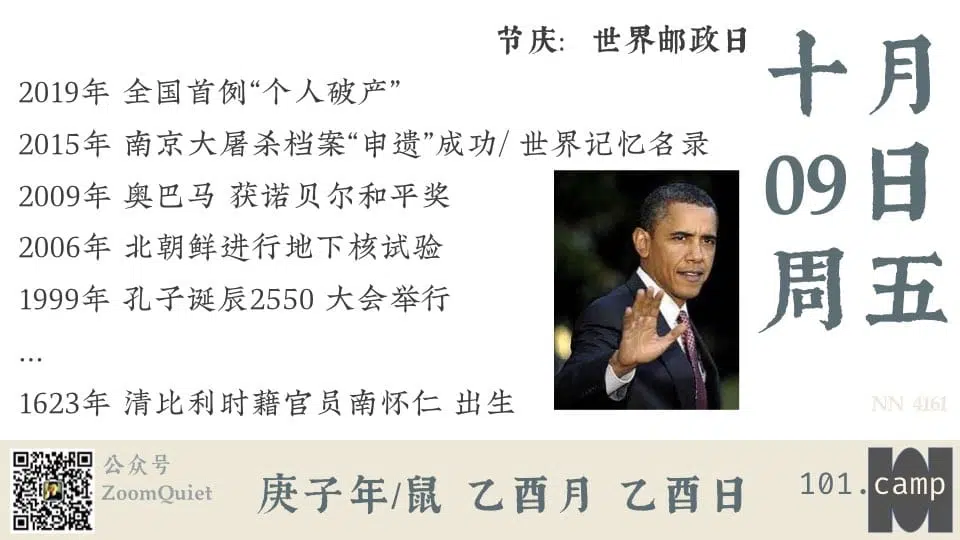 节庆: 世界邮政日
十月
09日
周五
2019年 全国首例“个人破产”
2015年 南京大屠杀档案“申遗”成功/ 世界记忆名录
2009年 奥巴马 获诺贝尔和平奖
2006年 北朝鲜进行地下核试验
1999年 孔子诞辰2550 大会举行
...
1623年 清比利时藉官员南怀仁 出生
NN 4161
公众号
ZoomQuiet
庚子年/鼠 乙酉月 乙酉日
101.camp